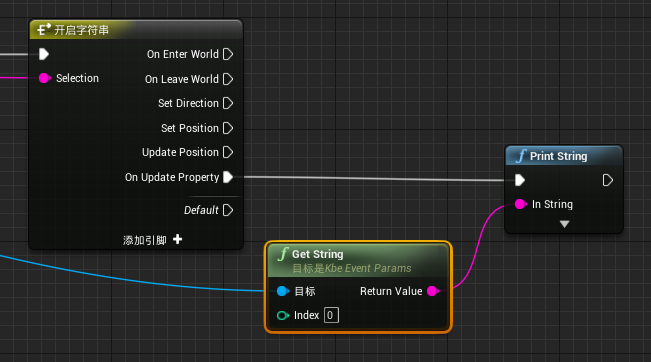 开启字符串
On Enter World
Selection
On Leave World
Set Direction
Set Position
Update Position
On Update Property
Default
添加引脚
Print String
In String
Get String
目标是Kbe Event Params
目标
Return Value
Index 0